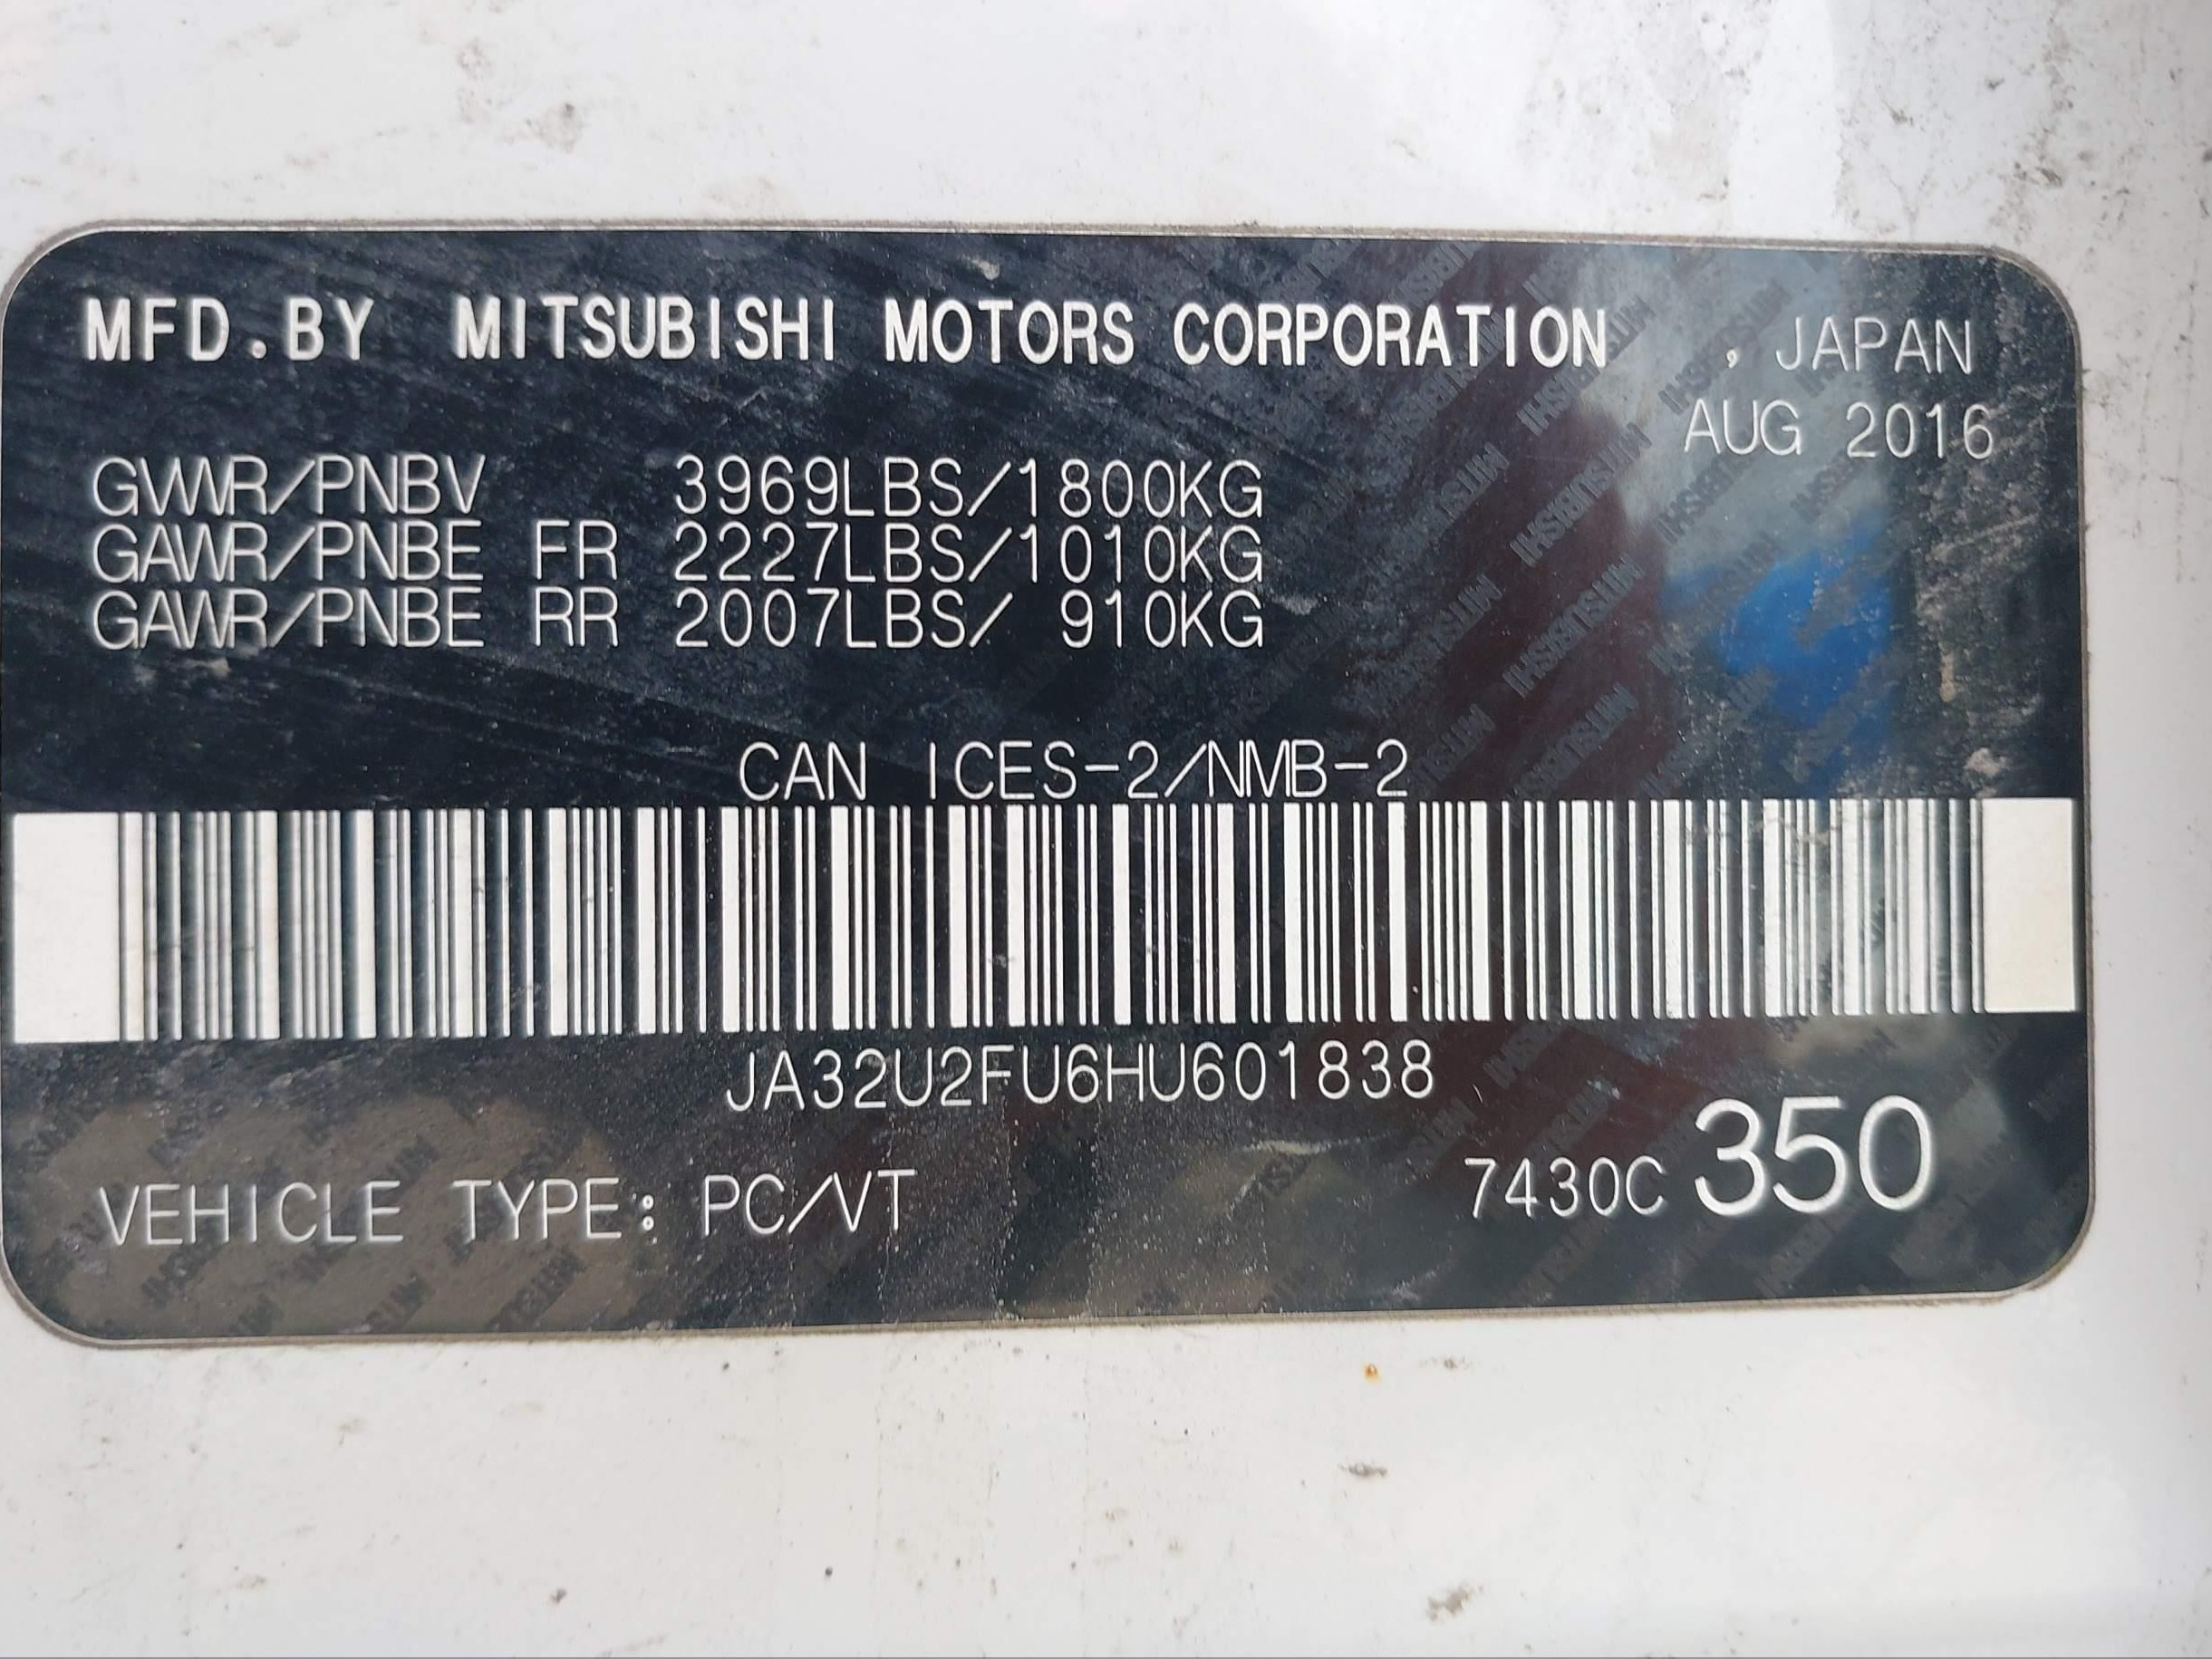 MFD.BY MITSUBISHI MOTORS CORPORATION , JAPAN
AUG 2016
GVWR/PNBV 3969LBS/1800KG
GAWR/PNBE FR 2227LBS/1010KG
GAWR/PNBE RR 2007LBS/ 910KG
CAN ICES-2/NMB-2
JA32U2FU6HU601838
VEHICLE TYPE: PC/VT 7430C 350